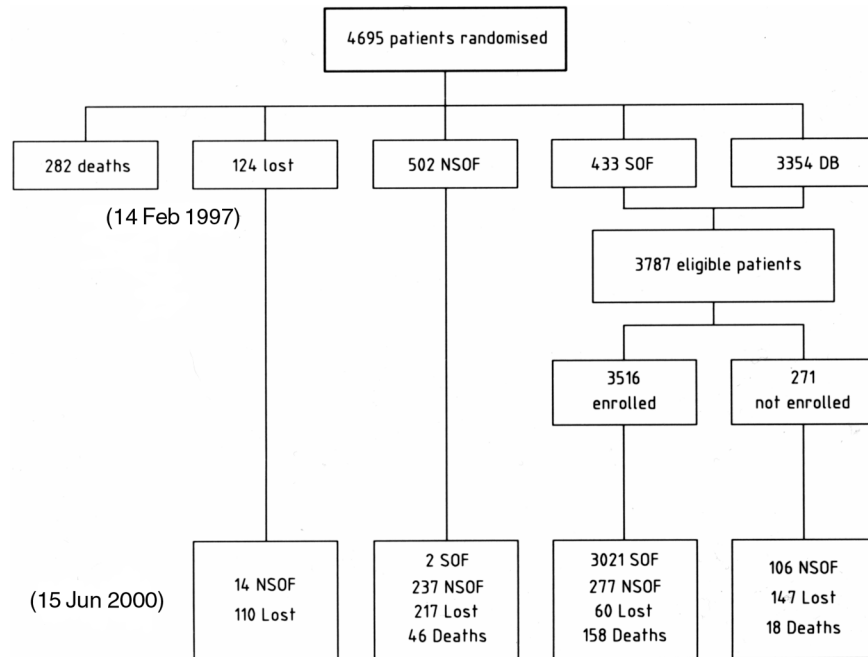 4695 patients randomised
282 deaths
124 lost
502 NSOF
433 SOF
3354 DB
(14 Feb 1997)
3787 eligible patients
3516
enrolled
271
not enrolled
(15 Jun 2000)
14 NSOF
110 Lost
2 SOF
237 NSOF
217 Lost
46 Deaths
3021 SOF
277 NSOF
60 Lost
158 Deaths
106 NSOF
147 Lost
18 Deaths